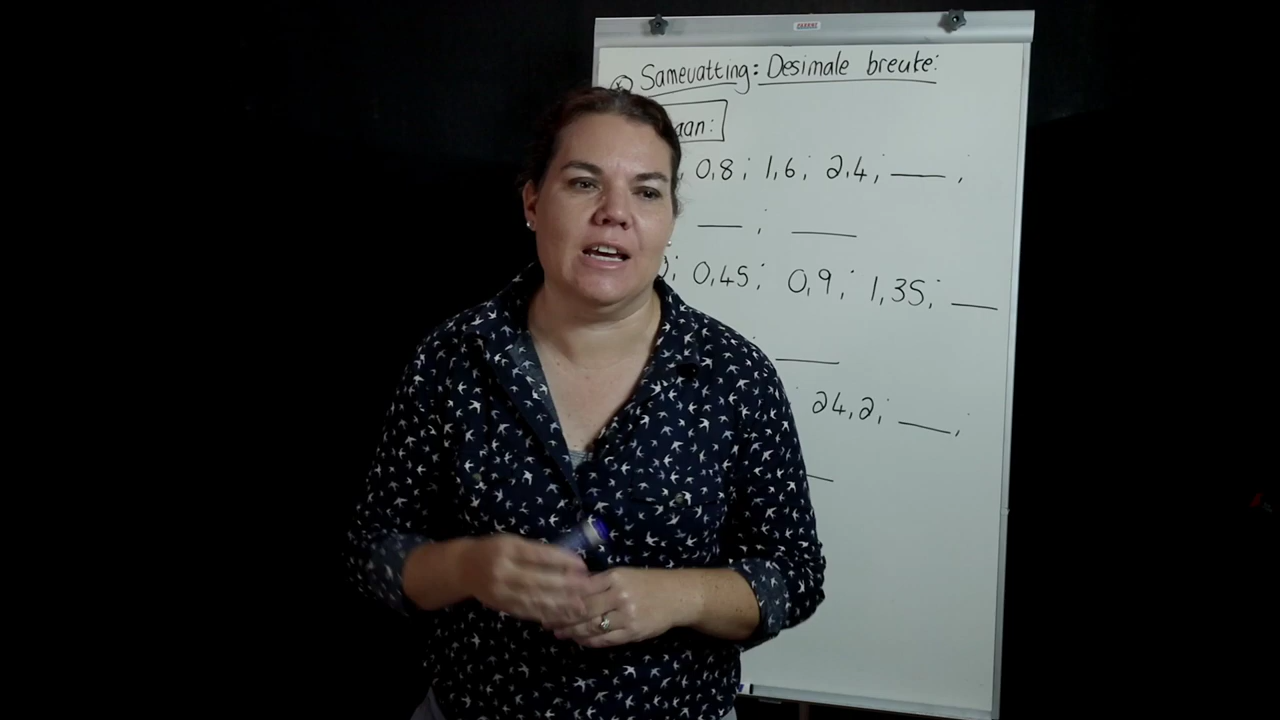 Samevatting: Desimale breuke:
aan:
0,8; 1,6; 2,4; ___;
___; ___
0,45; 0,9; 1,35; ___
___
24,2; ___;